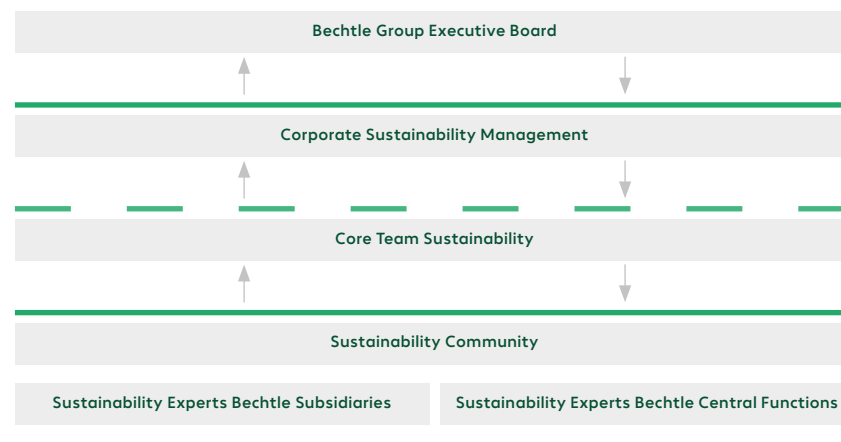 Bechtle Group Executive Board
Corporate Sustainability Management
Core Team Sustainability
Sustainability Community
Sustainability Experts Bechtle Subsidiaries
Sustainability Experts Bechtle Central Functions